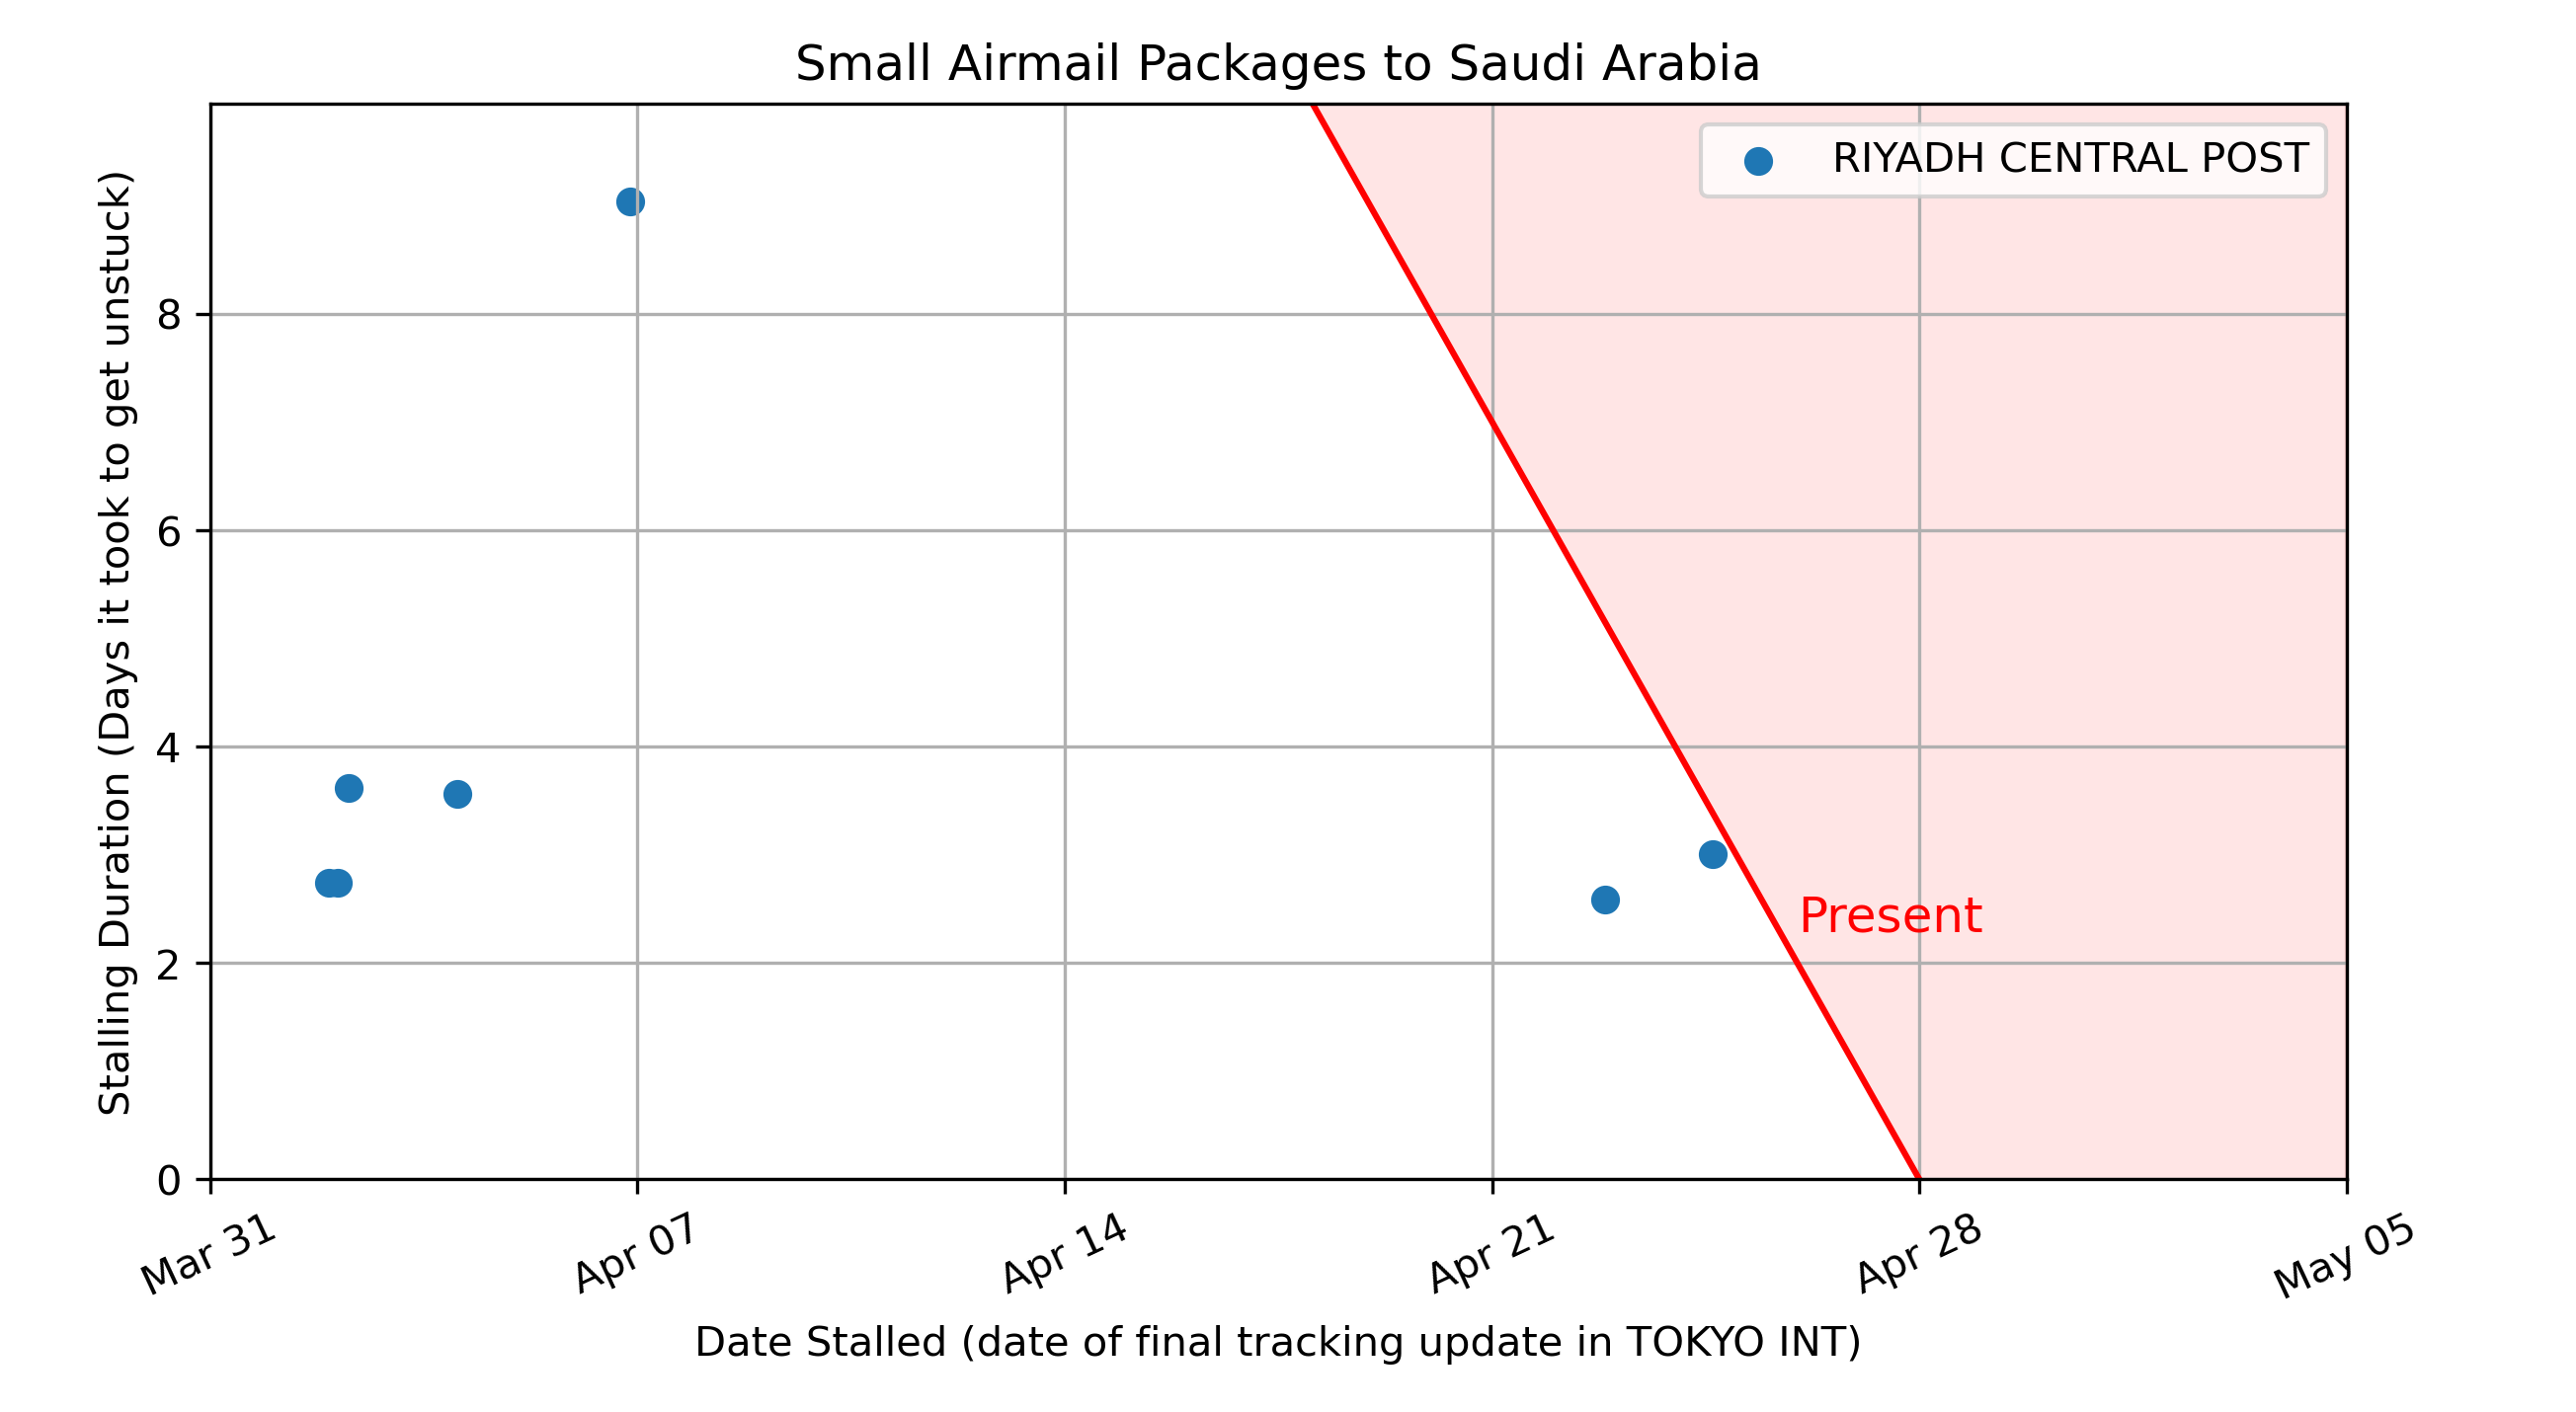 Small Airmail Packages to Saudi Arabia
RIYADH CENTRAL POST
Stalling Duration (Days it took to get unstuck)
8
6
4
2
0
Present
Mar 31
Apr 07
Apr 14
Apr 21
Apr 28
May 05
Date Stalled (date of final tracking update in TOKYO INT)